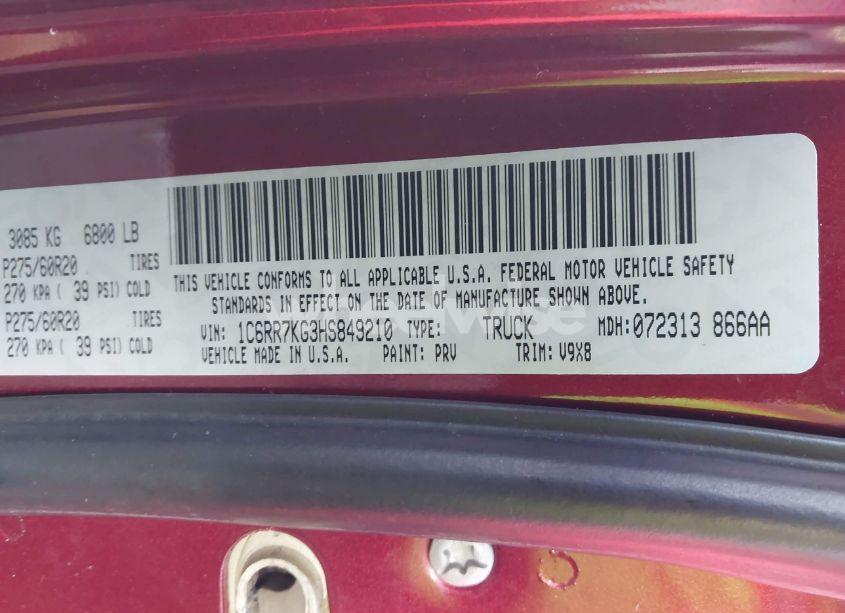 3085 KG 6800 LB
P275/60R20 TIRES
270 KPA ( 39 PSI) COLD
P275/60R20 TIRES
270 KPA ( 39 PSI) COLD
THIS VEHICLE CONFORMS TO ALL APPLICABLE U.S.A. FEDERAL MOTOR VEHICLE SAFETY
STANDARDS IN EFFECT ON THE DATE OF MANUFACTURE SHOWN ABOVE.
VIN: 1C6RR7KG3HS849210 TYPE: TRUCK MDH: 072313 866AA
VEHICLE MADE IN U.S.A. PAINT: PRV TRIM: V9X8